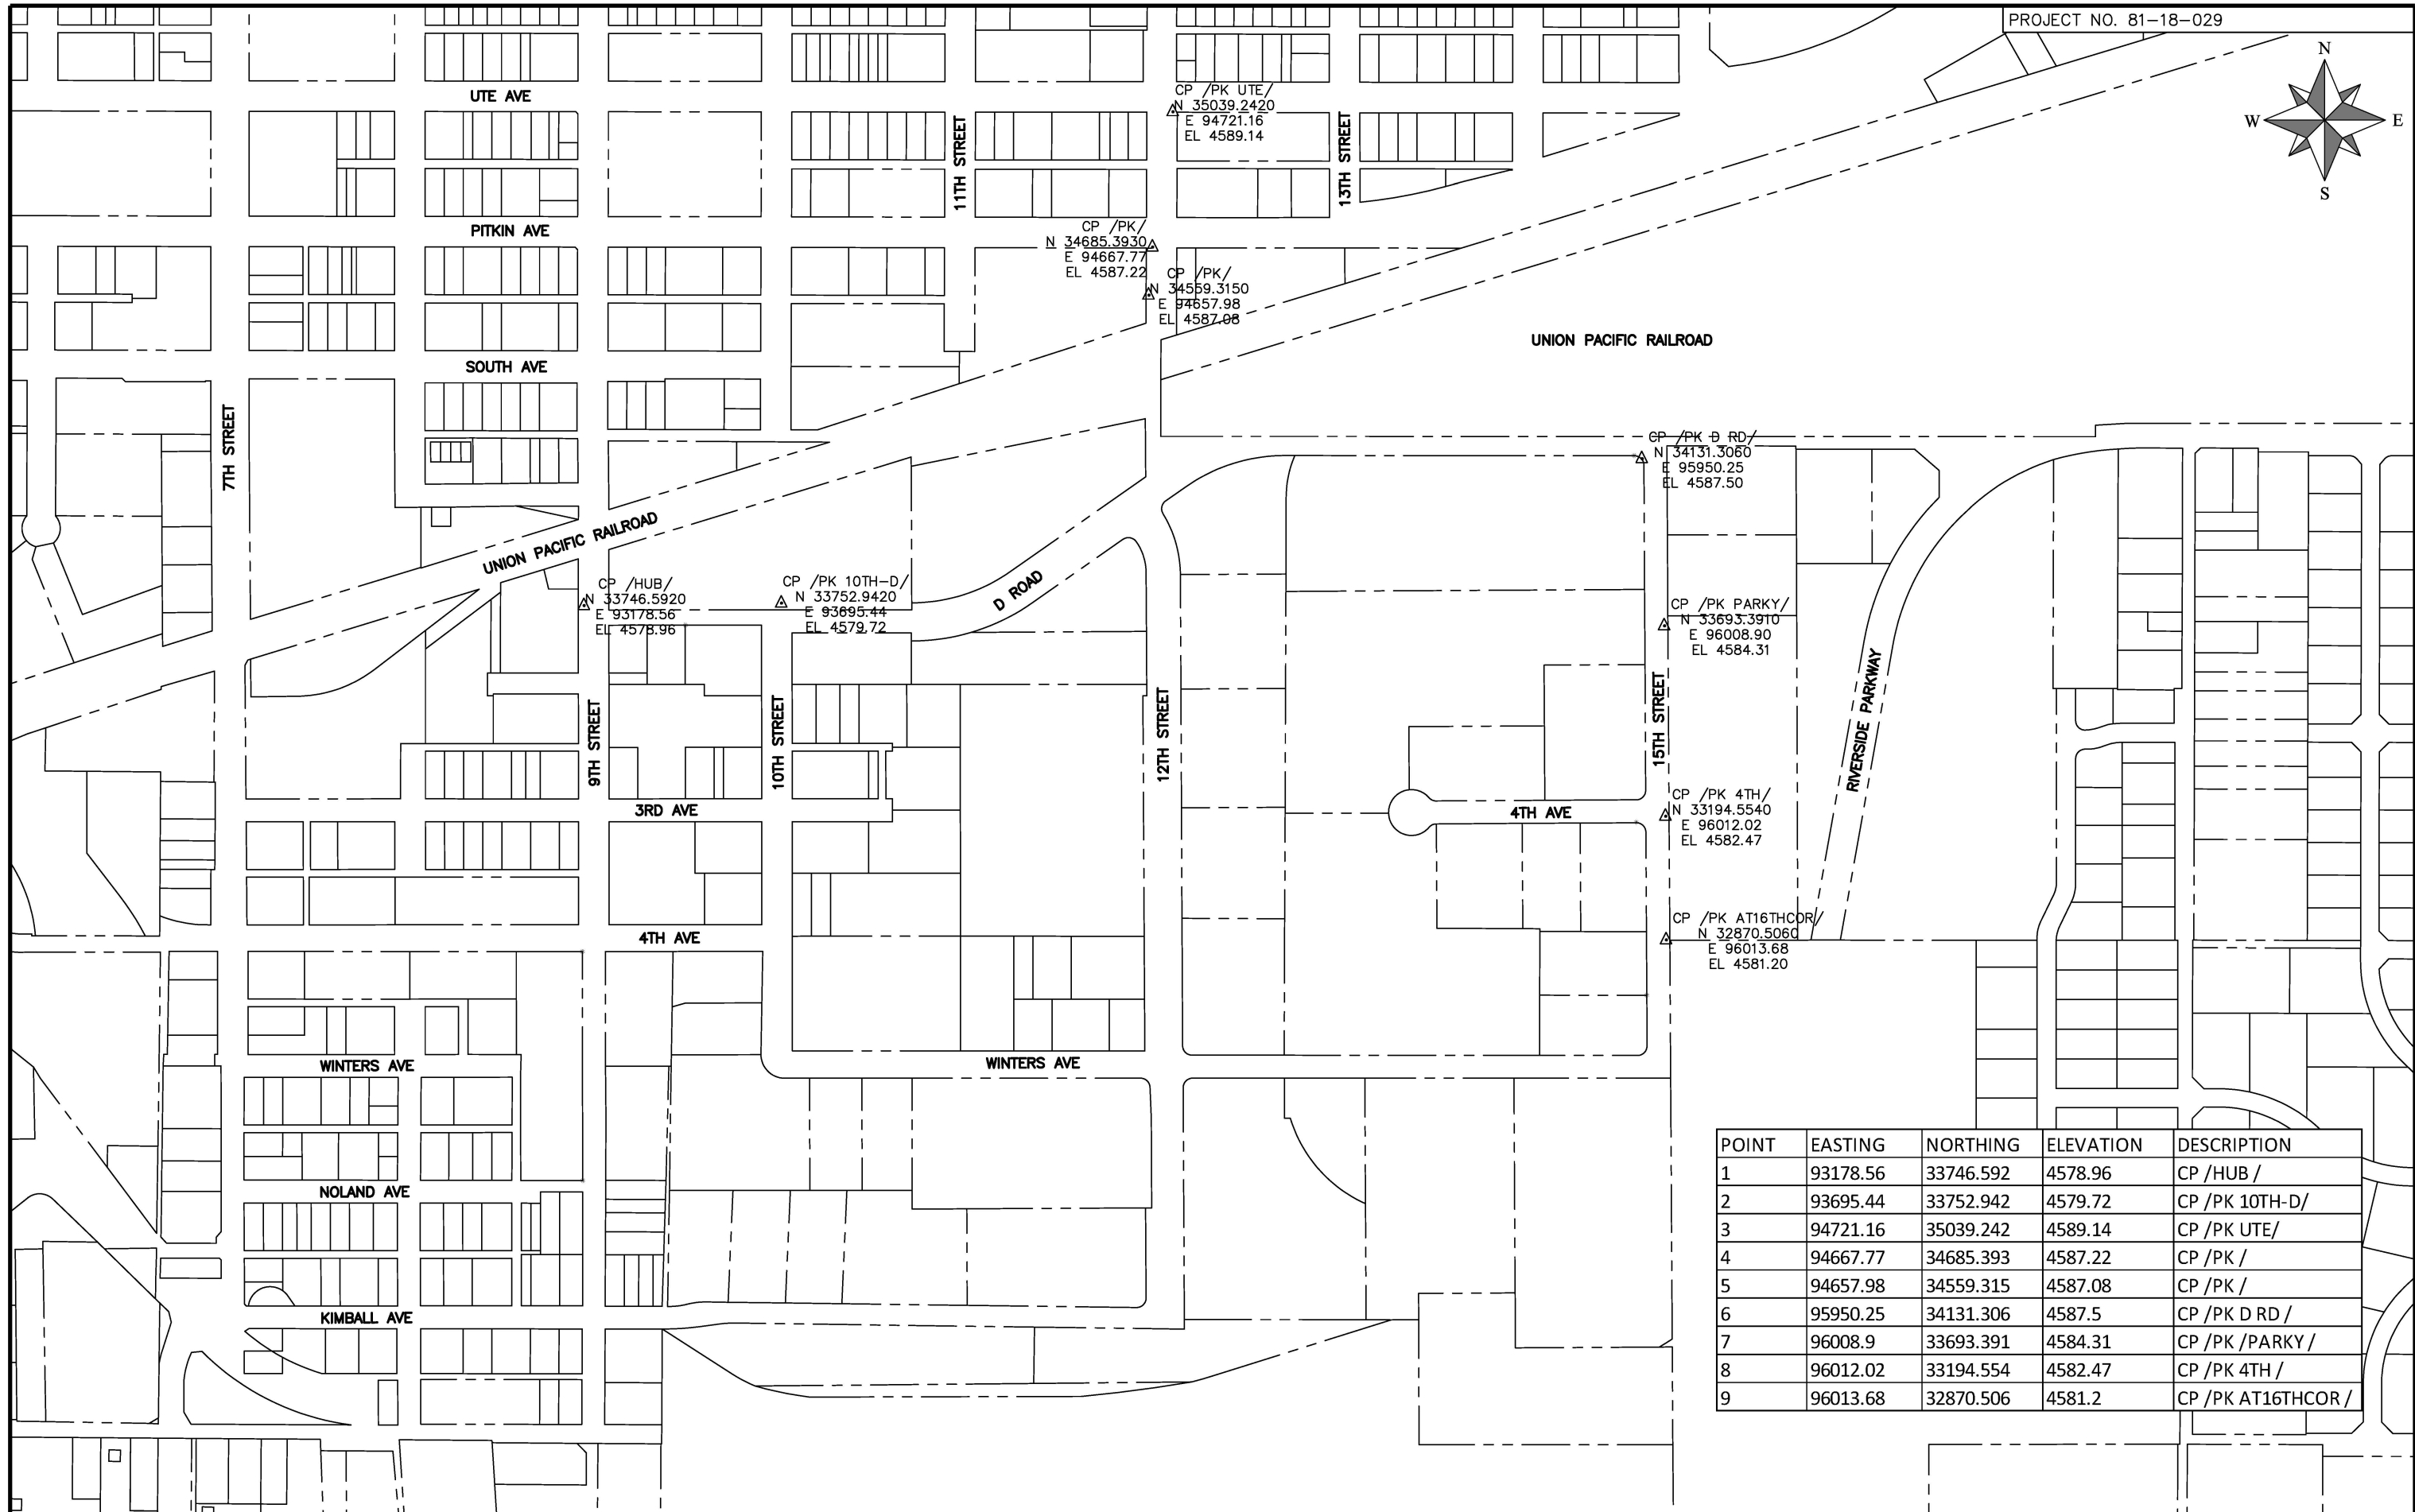 PROJECT NO. 81-18-029
N
W
E
S
UTE AVE
CP /PK UTE/
N 35039.2420
E 94721.16
EL 4589.14
11TH STREET
13TH STREET
PITKIN AVE
CP /PK/
N 34685.3930
E 94667.77
EL 4587.22
CP /PK/
N 34559.3150
E 94657.98
EL 4587.08
UNION PACIFIC RAILROAD
SOUTH AVE
7TH STREET
CP /PK D RD/
N 34131.3060
E 95950.25
EL 4587.50
UNION PACIFIC RAILROAD
CP /HUB/
N 33746.5920
E 93178.56
EL 4578.96
CP /PK 10TH-D/
N 33752.9420
E 93695.44
EL 4579.72
D ROAD
CP /PK PARKY/
N 33693.3910
E 96008.90
EL 4584.31
9TH STREET
10TH STREET
12TH STREET
15TH STREET
RIVERSIDE PARKWAY
3RD AVE
4TH AVE
CP /PK 4TH/
N 33194.5540
E 96012.02
EL 4582.47
4TH AVE
CP /PK AT16THCOR/
N 32870.5060
E 96013.68
EL 4581.20
WINTERS AVE
WINTERS AVE
NOLAND AVE
KIMBALL AVE
POINT EASTING NORTHING ELEVATION DESCRIPTION
1 93178.56 33746.592 4578.96 CP /HUB /
2 93695.44 33752.942 4579.72 CP /PK 10TH-D/
3 94721.16 35039.242 4589.14 CP /PK UTE/
4 94667.77 34685.393 4587.22 CP /PK /
5 94657.98 34559.315 4587.08 CP /PK /
6 95950.25 34131.306 4587.5 CP /PK D RD /
7 96008.9 33693.391 4584.31 CP /PK /PARKY /
8 96012.02 33194.554 4582.47 CP /PK 4TH /
9 96013.68 32870.506 4581.2 CP /PK AT16THCOR /